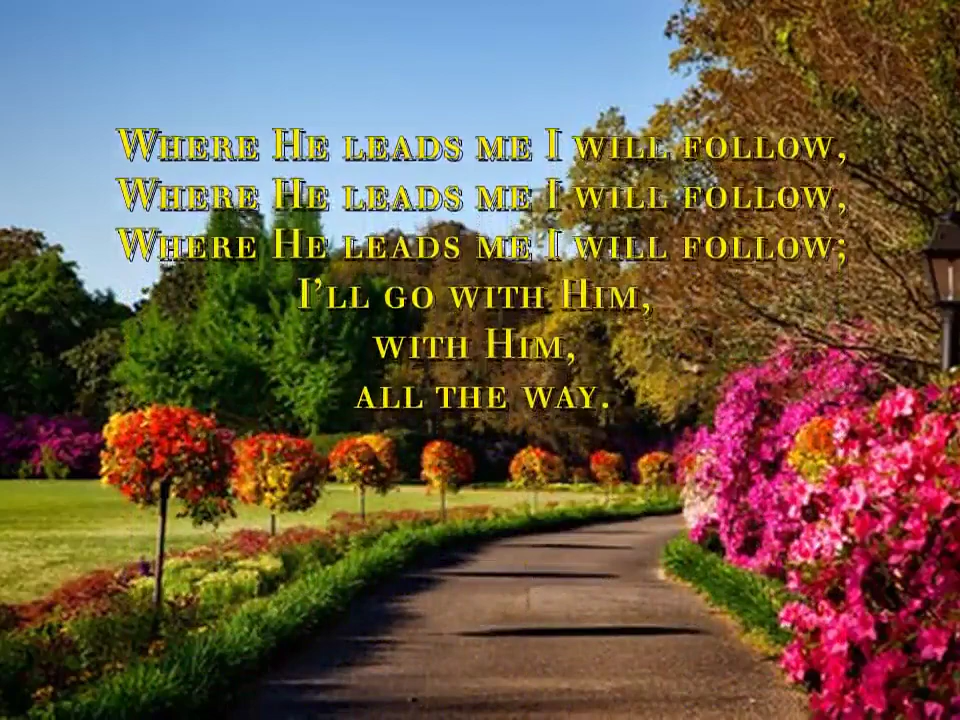 Where He leads me I will follow,
Where He leads me I will follow,
Where He leads me I will follow;
I’ll go with Him,
with Him,
all the way.